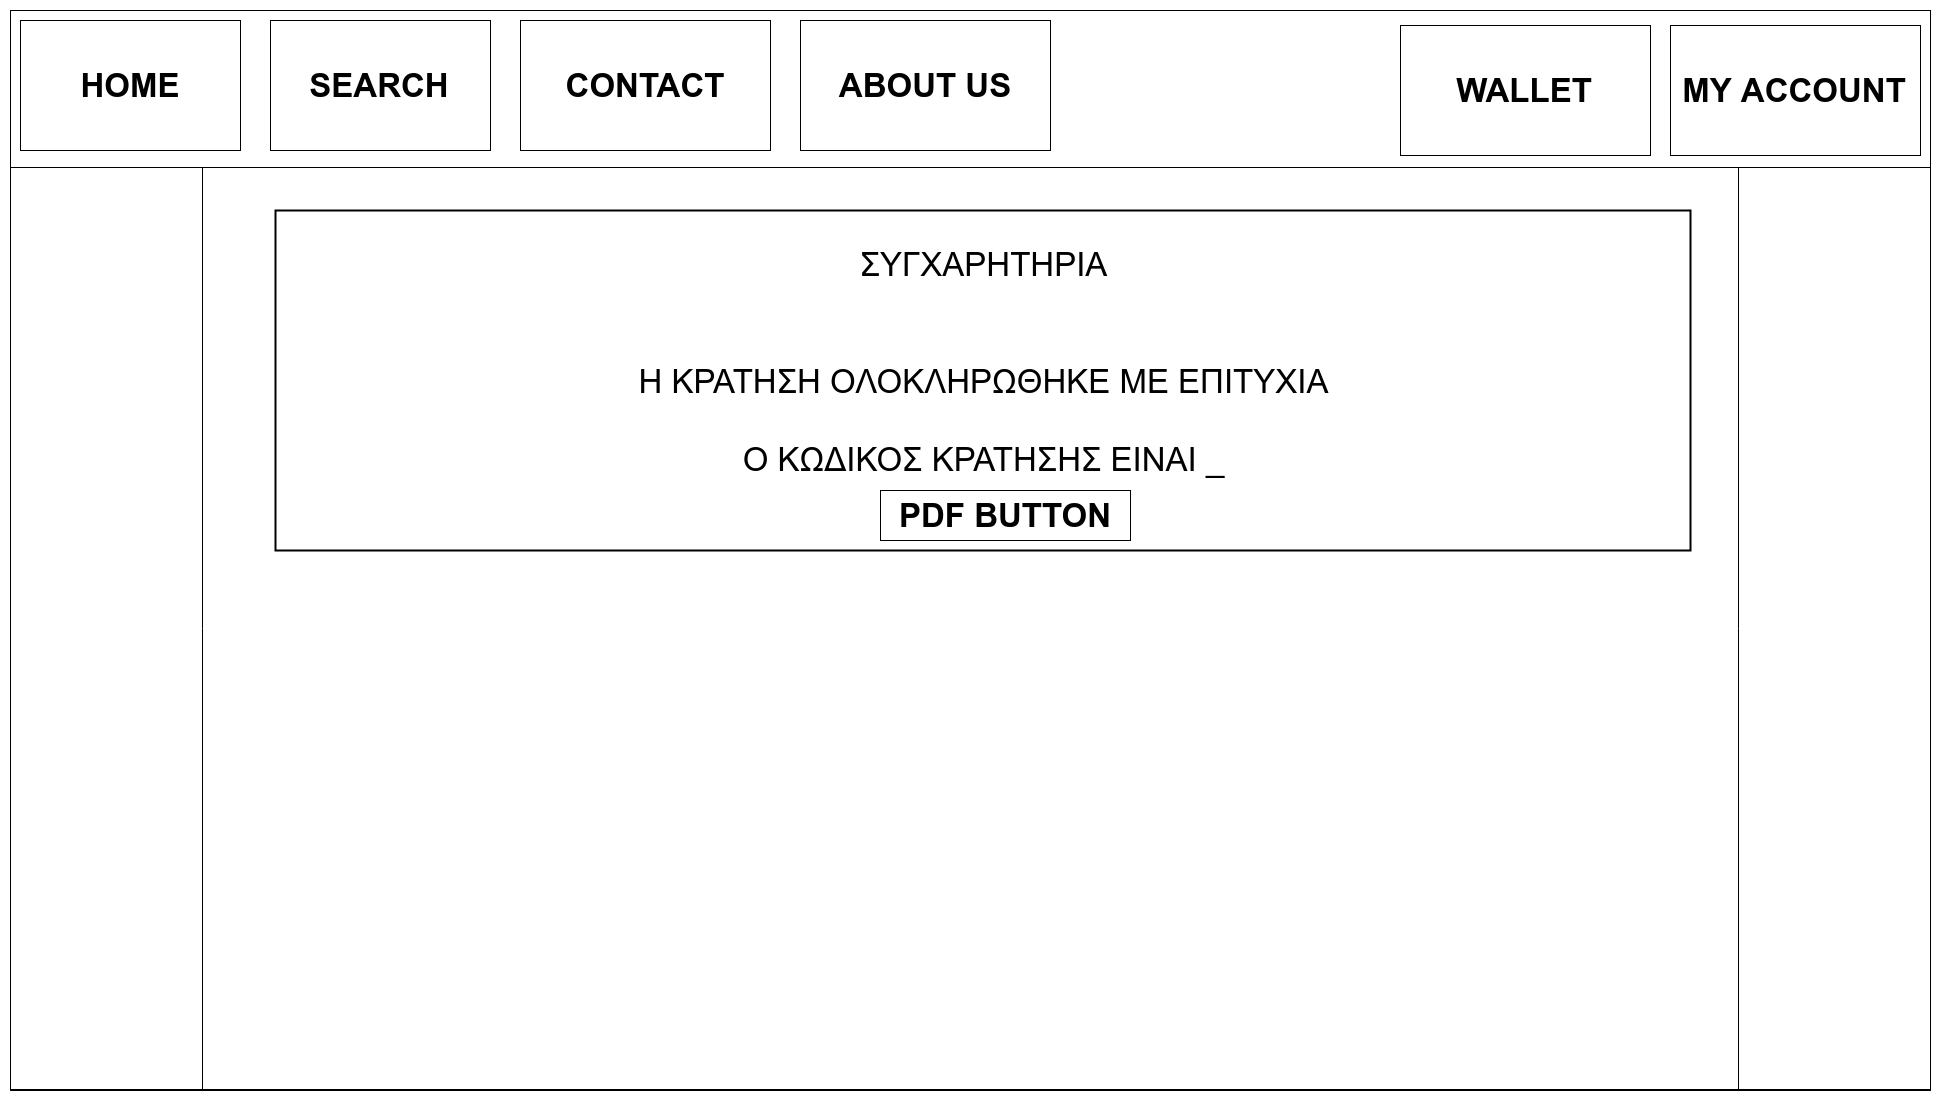 HOME SEARCH CONTACT ABOUT US WALLET MY ACCOUNT
ΣΥΓΧΑΡΗΤΗΡΙΑ
Η ΚΡΑΤΗΣΗ ΟΛΟΚΛΗΡΩΘΗΚΕ ΜΕ ΕΠΙΤΥΧΙΑ
Ο ΚΩΔΙΚΟΣ ΚΡΑΤΗΣΗΣ ΕΙΝΑΙ _
PDF BUTTON